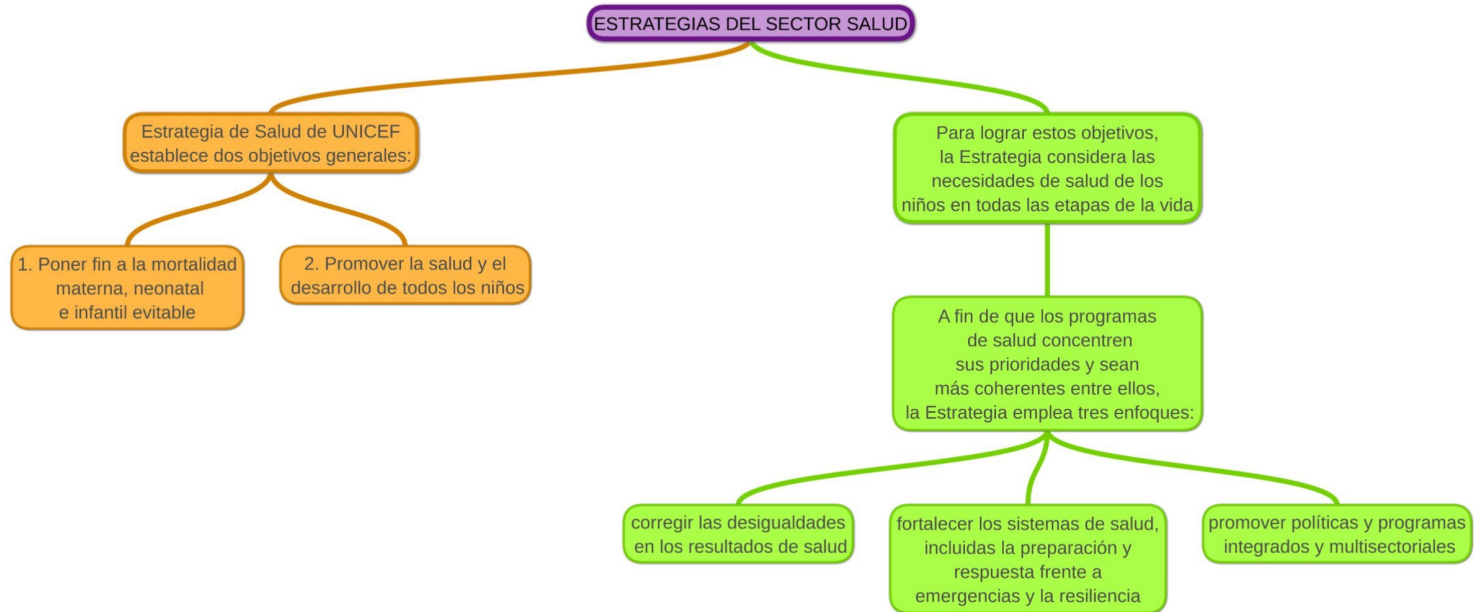 ESTRATEGIAS DEL SECTOR SALUD
Estrategia de Salud de UNICEF
establece dos objetivos generales:
1. Poner fin a la mortalidad
materna, neonatal
e infantil evitable
2. Promover la salud y el
desarrollo de todos los niños
Para lograr estos objetivos,
la Estrategia considera las
necesidades de salud de los
niños en todas las etapas de la vida
A fin de que los programas
de salud concentren
sus prioridades y sean
más coherentes entre ellos,
la Estrategia emplea tres enfoques:
corregir las desigualdades
en los resultados de salud
fortalecer los sistemas de salud,
incluidas la preparación y
respuesta frente a
emergencias y la resiliencia
promover políticas y programas
integrados y multisectoriales